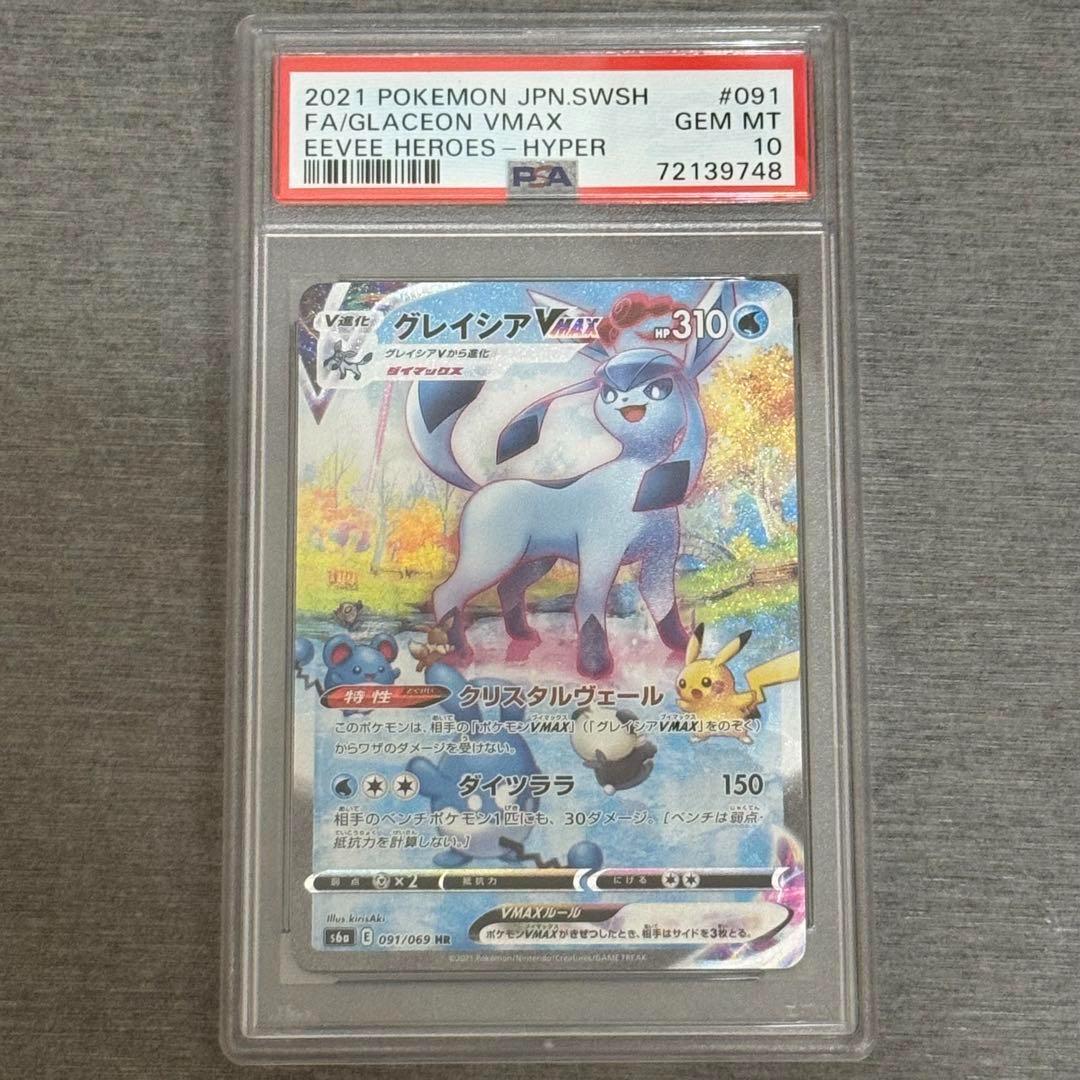 2021 POKEMON JPN.SWSH #091
FA/GLACEON VMAX GEM MT
EEVEE HEROES-HYPER 10
PSA 72139748
V進化 グレイシアVMAX HP310
グレイシアVから進化
ダイマックス
特性 とくせい クリスタルヴェール
このポケモンは、相手の「ポケモンVMAX」(「グレイシアVMAX」をのぞく)
からワザのダメージを受けない。
ダイツララ 150
相手のベンチポケモン1匹にも、30ダメージ。[ベンチは弱点・
抵抗力を計算しない。]
弱点 ×2 抵抗力 にげる
Illus. kirisAki
VMAXルール
s6a E 091/069 HR
ポケモンVMAXがきぜつしたとき、相手はサイドを3枚とる。
©2021 Pokémon/Nintendo/Creatures/GAME FREAK